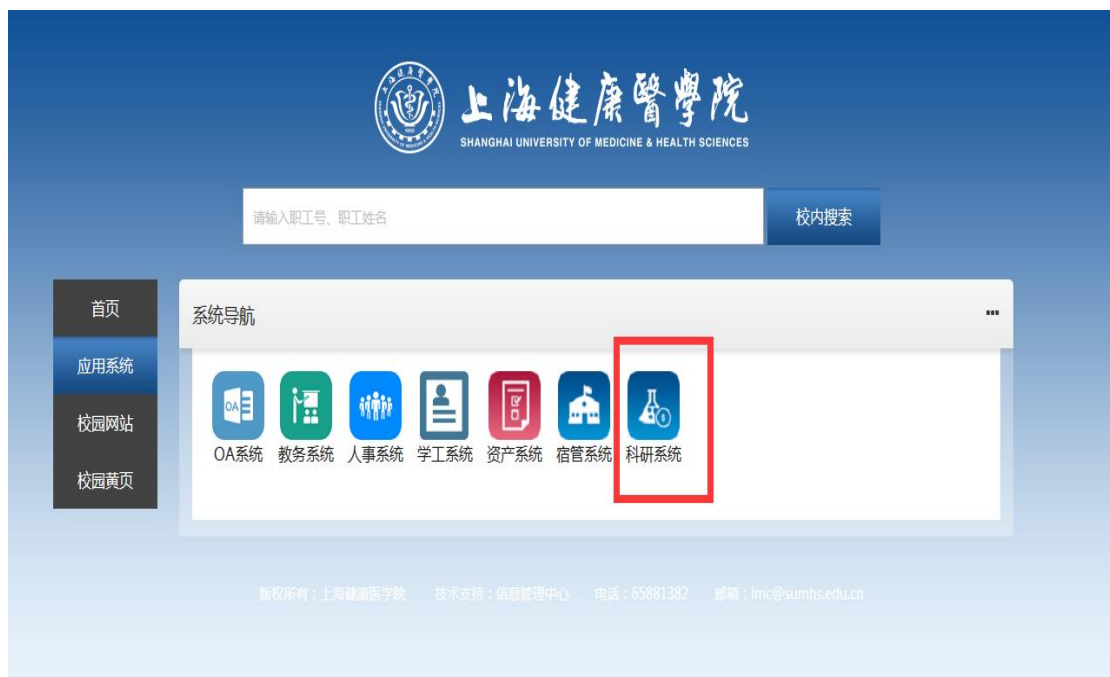 上海健康醫學院
SHANGHAI UNIVERSITY OF MEDICINE & HEALTH SCIENCES
请输入职工号、职工姓名
校内搜索
首页
应用系统
校园网站
校园黄页
系统导航
OA
OA系统 教务系统 人事系统 学工系统 资产系统 宿管系统 科研系统
版权所有：上海健康医学院 技术支持：信息管理中心 电话：65881382 邮箱：imc@sumhs.edu.cn